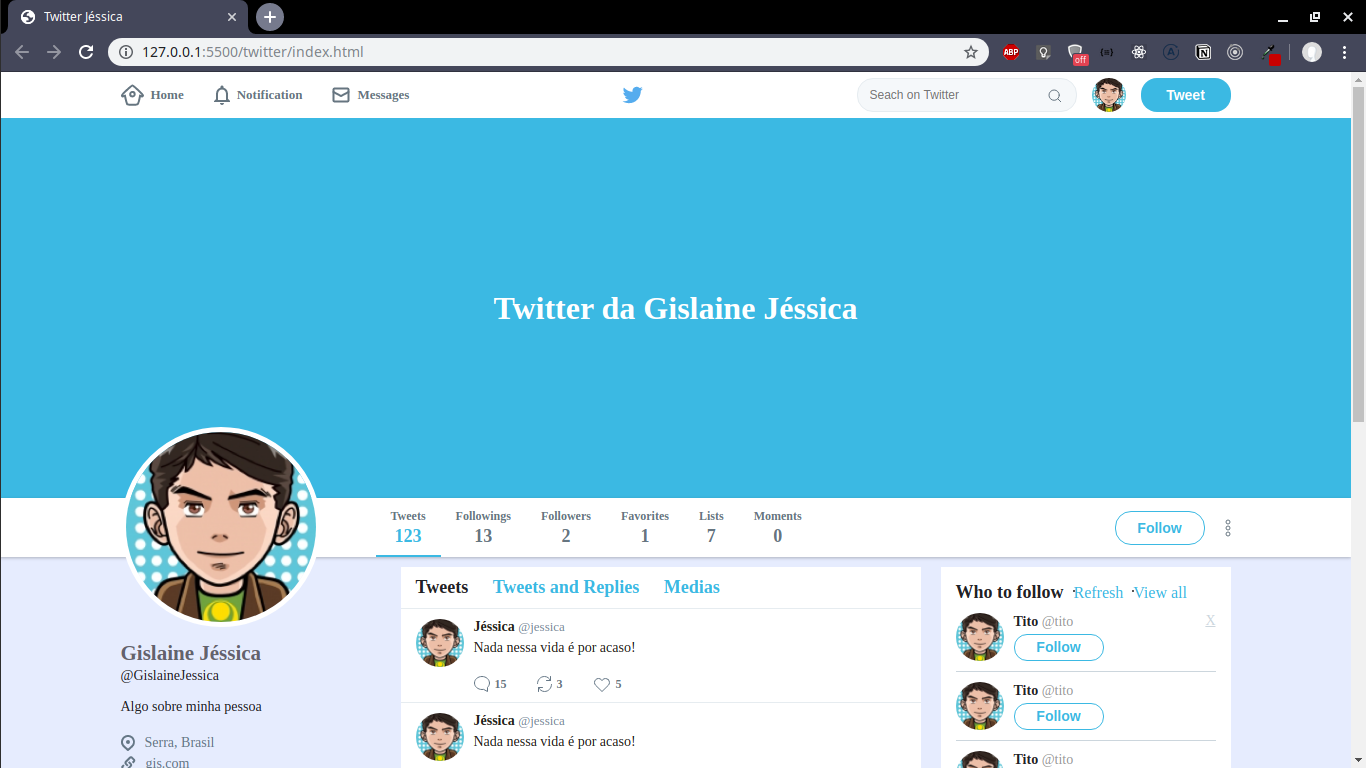 Twitter Jéssica
127.0.0.1:5500/twitter/index.html
ABP
off
Home Notification Messages
Seach on Twitter
Tweet
Twitter da Gislaine Jéssica
Tweets Followings Followers Favorites Lists Moments
123 13 2 1 7 0
Follow
Gislaine Jéssica
@GislaineJessica
Algo sobre minha pessoa
Serra, Brasil
gis.com
Tweets Tweets and Replies Medias
Jéssica @jessica
Nada nessa vida é por acaso!
15 3 5
Jéssica @jessica
Nada nessa vida é por acaso!
Who to follow ·Refresh ·View all
Tito @tito X
Follow
Tito @tito
Follow
Tito @tito